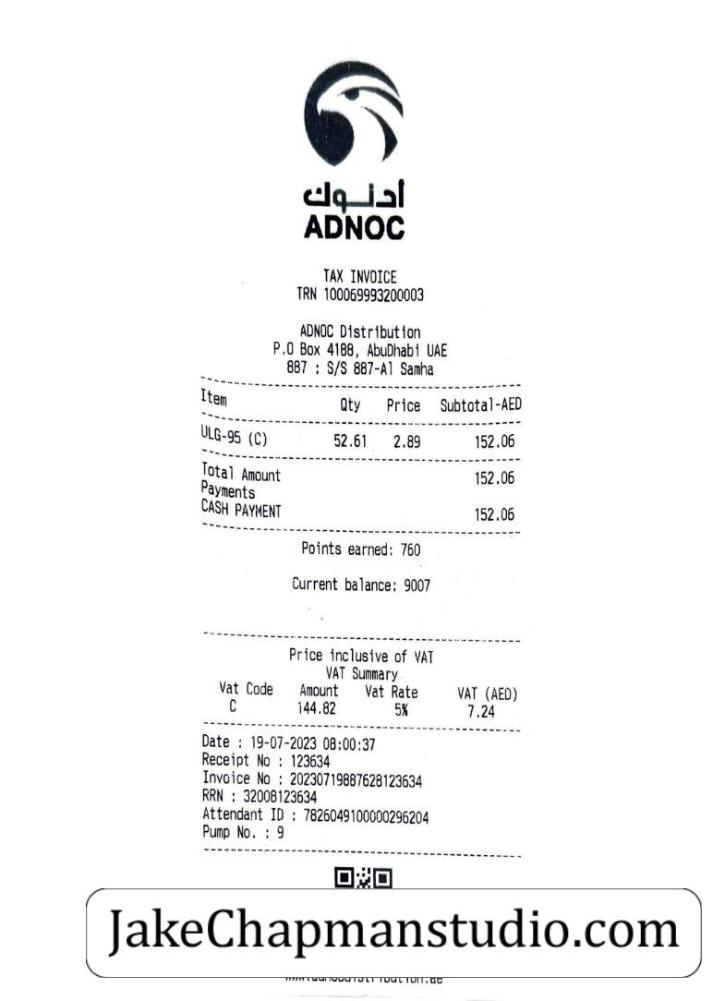 أدنوك
ADNOC
TAX INVOICE
TRN 100069993200003
ADNOC Distribution
P.O Box 4188, AbuDhabi UAE
887 : S/S 887-Al Samha
Item Qty Price Subtotal-AED
ULG-95 (C) 52.61 2.89 152.06
Total Amount 152.06
Payments
CASH PAYMENT 152.06
Points earned: 760
Current balance: 9007
Price inclusive of VAT
VAT Summary
Vat Code Amount Vat Rate VAT (AED)
C 144.82 5% 7.24
Date : 19-07-2023 08:00:37
Receipt No : 123634
Invoice No : 20230719887628123634
RRN : 32008123634
Attendant ID : 7826049100000296204
Pump No. : 9
JakeChapmanstudio.com